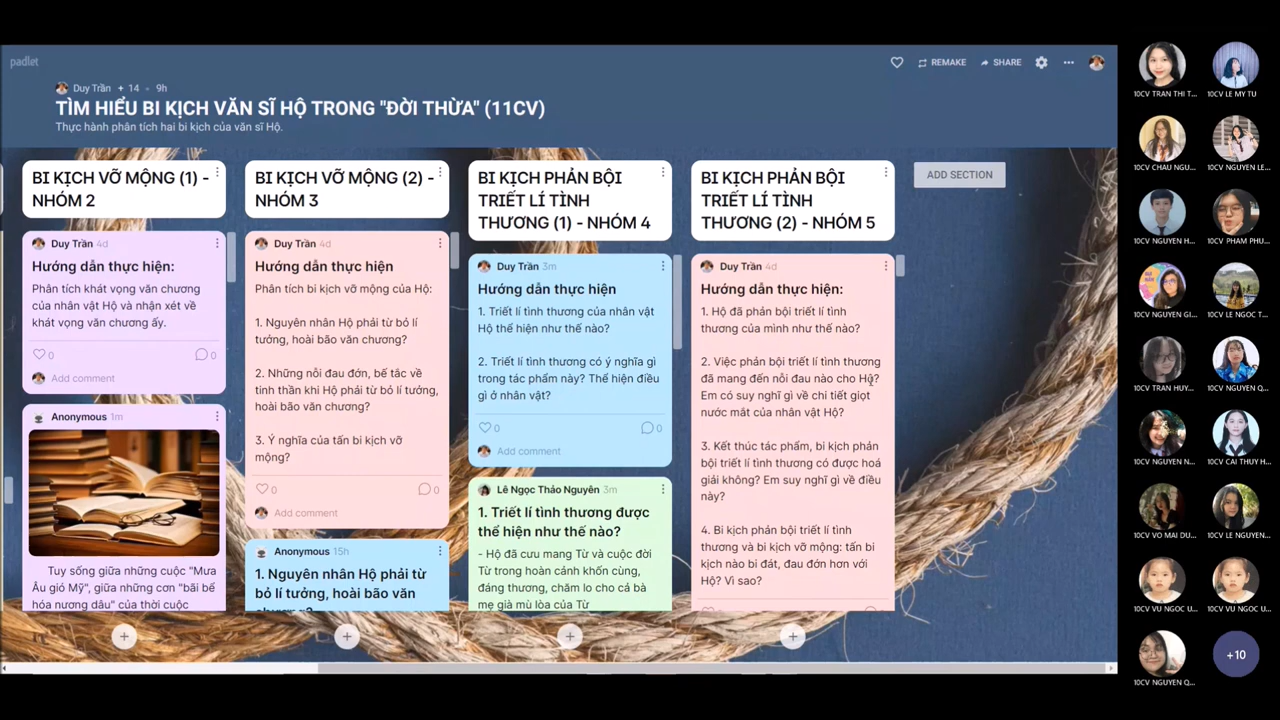 padlet
REMAKE
SHARE
Duy Trần + 14 • 9h
TÌM HIỂU BI KỊCH VĂN SĨ HỘ TRONG "ĐỜI THỪA" (11CV)
Thực hành phân tích hai bi kịch của văn sĩ Hộ.
BI KỊCH VỠ MỘNG (1) -
NHÓM 2
Duy Trần 4d
Hướng dẫn thực hiện:
Phân tích khát vọng văn chương
của nhân vật Hộ và nhận xét về
khát vọng văn chương ấy.
0
0
Add comment
Anonymous 1m
Tuy sống giữa những cuộc "Mưa
Âu gió Mỹ", giữa những cơn "bãi bể
hóa nương dâu" của thời cuộc
BI KỊCH VỠ MỘNG (2) -
NHÓM 3
Duy Trần 4d
Hướng dẫn thực hiện
Phân tích bi kịch vỡ mộng của Hộ:
1. Nguyên nhân Hộ phải từ bỏ lí
tưởng, hoài bão văn chương?
2. Những nỗi đau đớn, bế tắc về
tinh thần khi Hộ phải từ bỏ lí tưởng,
hoài bão văn chương?
3. Ý nghĩa của tấn bi kịch vỡ
mộng?
0
0
Add comment
Anonymous 15h
1. Nguyên nhân Hộ phải từ
bỏ lí tưởng, hoài bão văn
BI KỊCH PHẢN BỘI
TRIẾT LÍ TÌNH
THƯƠNG (1) - NHÓM 4
Duy Trần 3m
Hướng dẫn thực hiện
1. Triết lí tình thương của nhân vật
Hộ thể hiện như thế nào?
2. Triết lí tình thương có ý nghĩa gì
trong tác phẩm này? Thể hiện điều
gì ở nhân vật?
0
0
Add comment
Lê Ngọc Thảo Nguyên 3m
1. Triết lí tình thương được
thể hiện như thế nào?
- Hộ đã cưu mang Từ và cuộc đời
Từ trong hoàn cảnh khốn cùng,
đáng thương, chăm lo cho cả bà
mẹ già mù lòa của Từ
BI KỊCH PHẢN BỘI
TRIẾT LÍ TÌNH
THƯƠNG (2) - NHÓM 5
Duy Trần 4d
Hướng dẫn thực hiện:
1. Hộ đã phản bội triết lí tình
thương của mình như thế nào?
2. Việc phản bội triết lí tình thương
đã mang đến nỗi đau nào cho Hộ?
Em có suy nghĩ gì về chi tiết giọt
nước mắt của nhân vật Hộ?
3. Kết thúc tác phẩm, bi kịch phản
bội triết lí tình thương có được hoá
giải không? Em suy nghĩ gì về điều
này?
4. Bi kịch phản bội triết lí tình
thương và bi kịch vỡ mộng: tấn bi
kịch nào bi đát, đau đớn hơn với
Hộ? Vì sao?
ADD SECTION
10CV TRAN THI T...
10CV LE MY TU
10CV CHAU NGU...
10CV NGUYEN LE...
10CV NGUYEN H...
10CV PHAM PHU...
10CV NGUYEN GI...
10CV LE NGOC T...
10CV TRAN HUY...
10CV NGUYEN Q...
10CV NGUYEN N...
10CV CAI THUY H...
10CV VO MAI DU...
10CV LE NGUYEN...
10CV VU NGOC U...
10CV VU NGOC U...
10CV NGUYEN Q...
+10